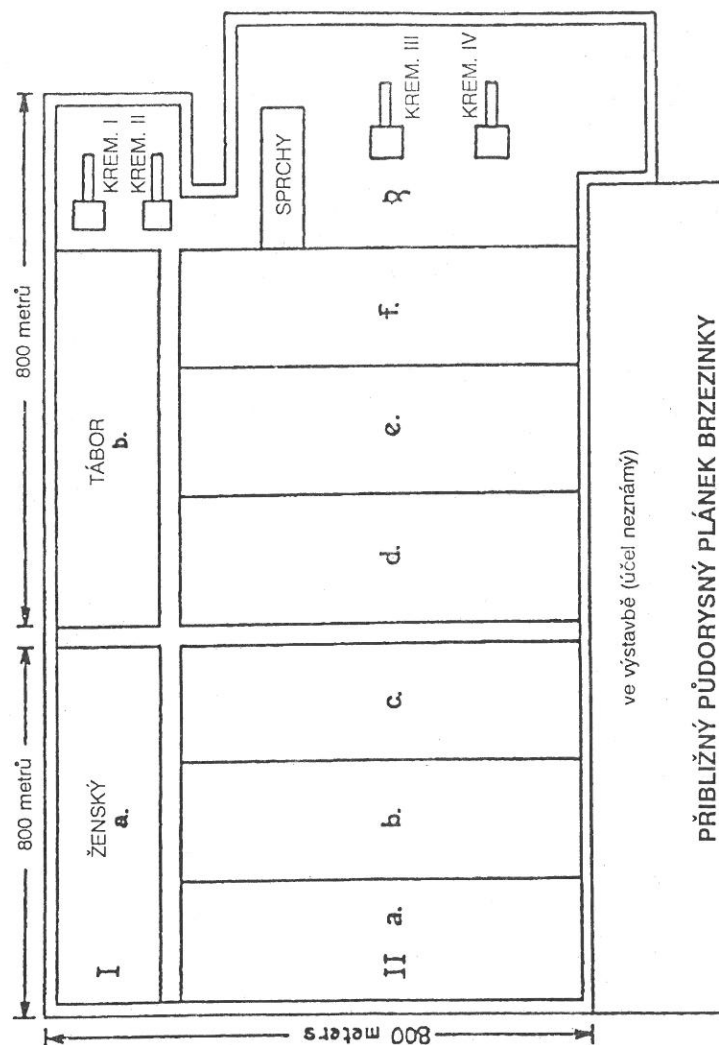 800 metrů
800 metrů
800 meters
I
ŽENSKÝ
a.
TÁBOR
b.
KREM. I
KREM. II
SPRCHY
KREM. III
KREM. IV
II
a.
b.
c.
d.
e.
f.
ve výstavbě (účel neznámý)
PŘIBLIŽNÝ PŮDORYSNÝ PLÁNEK BRZEZINKY